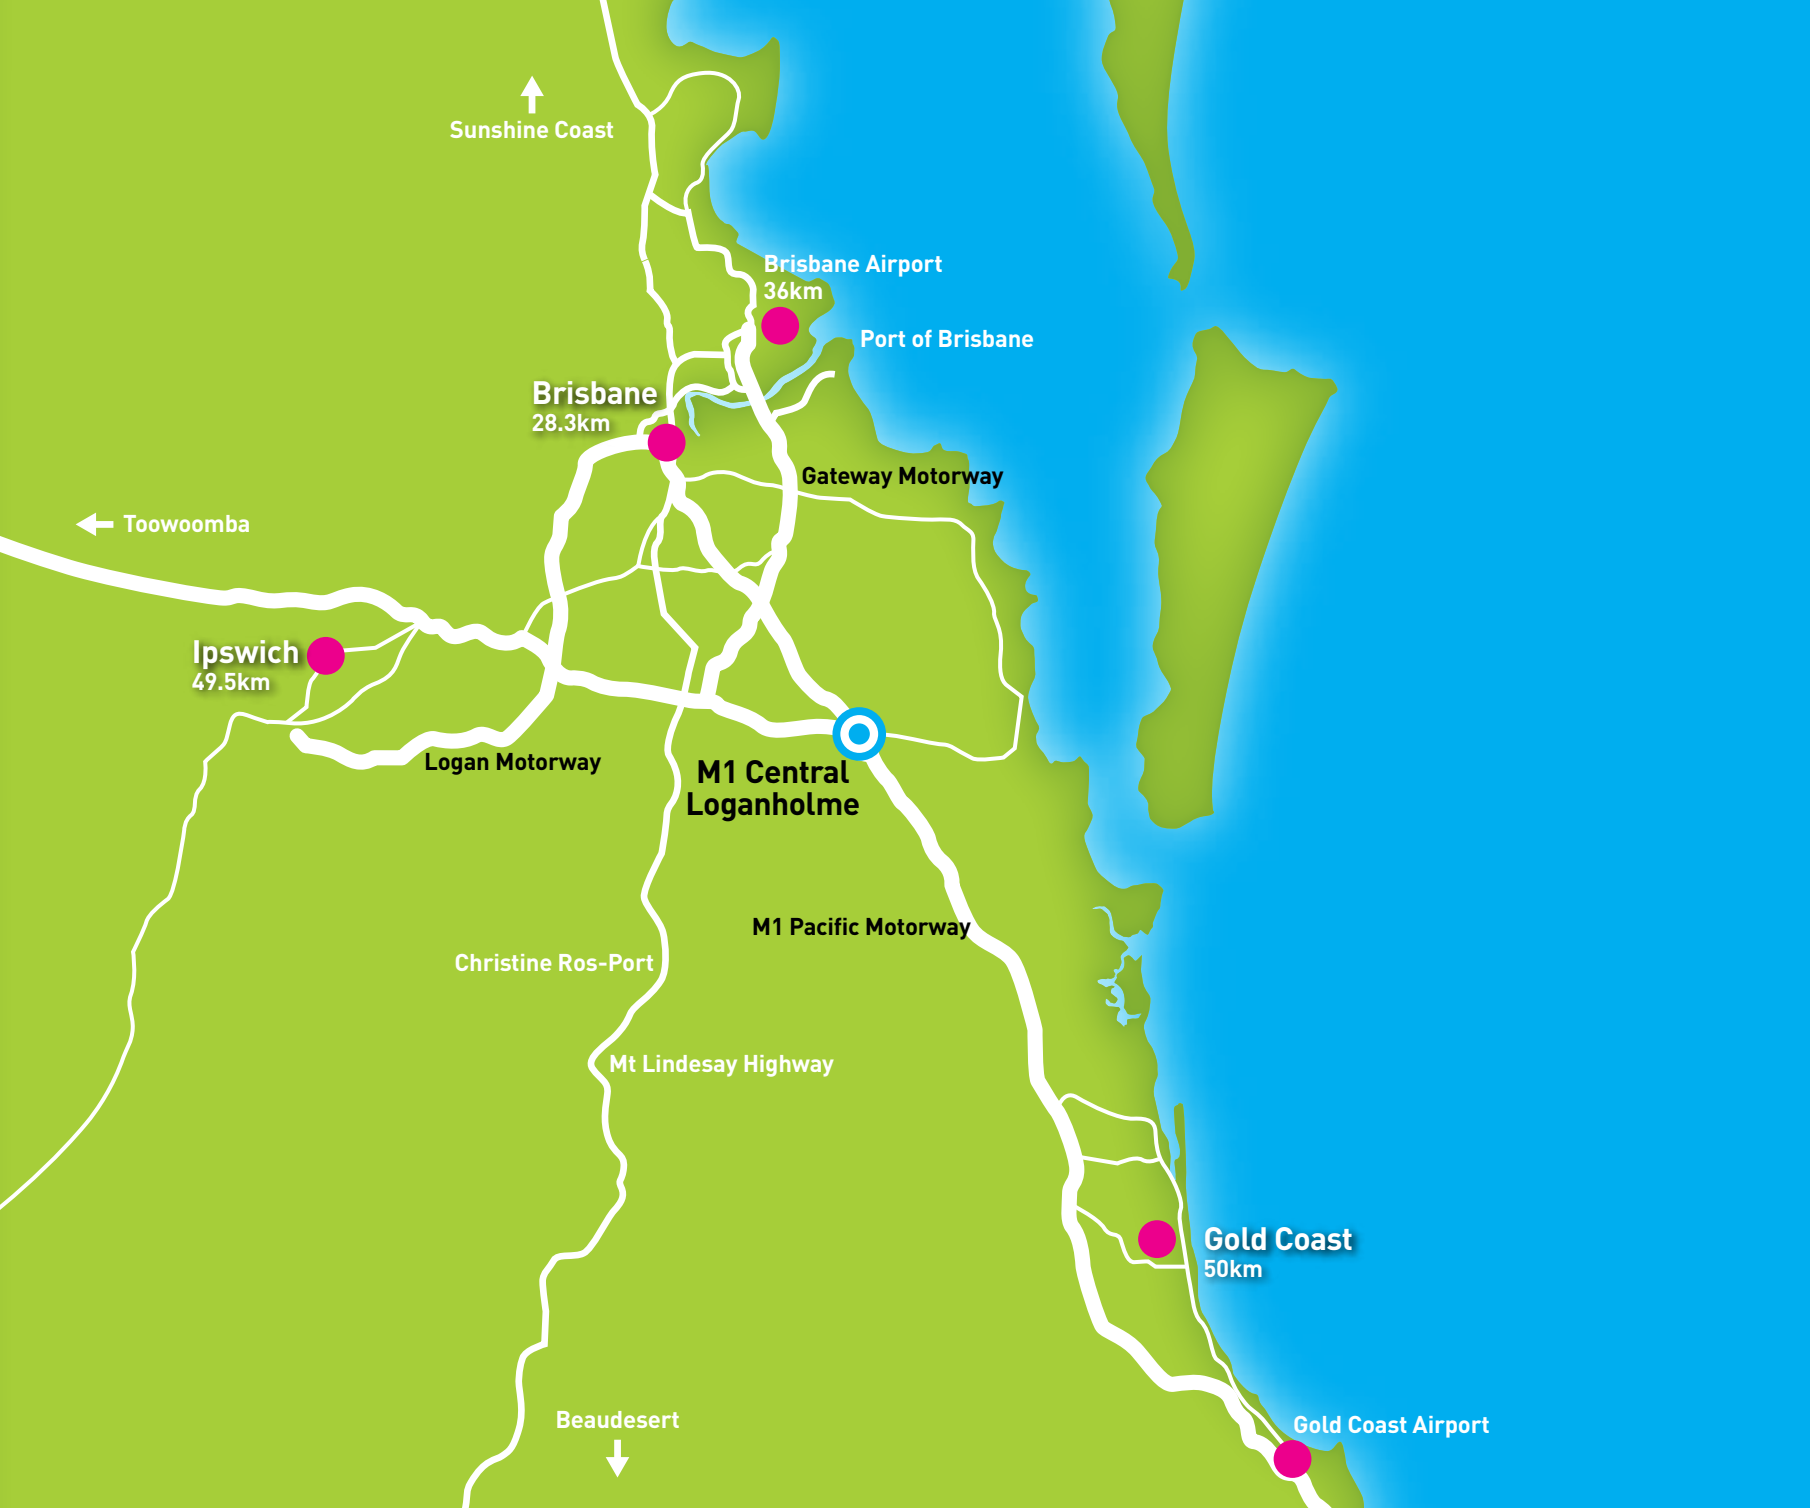 Sunshine Coast
Brisbane Airport
36km
Port of Brisbane
Brisbane
28.3km
Gateway Motorway
Toowoomba
Ipswich
49.5km
Logan Motorway
M1 Central
Loganholme
M1 Pacific Motorway
Christine Ros-Port
Mt Lindesay Highway
Gold Coast
50km
Beaudesert
Gold Coast Airport